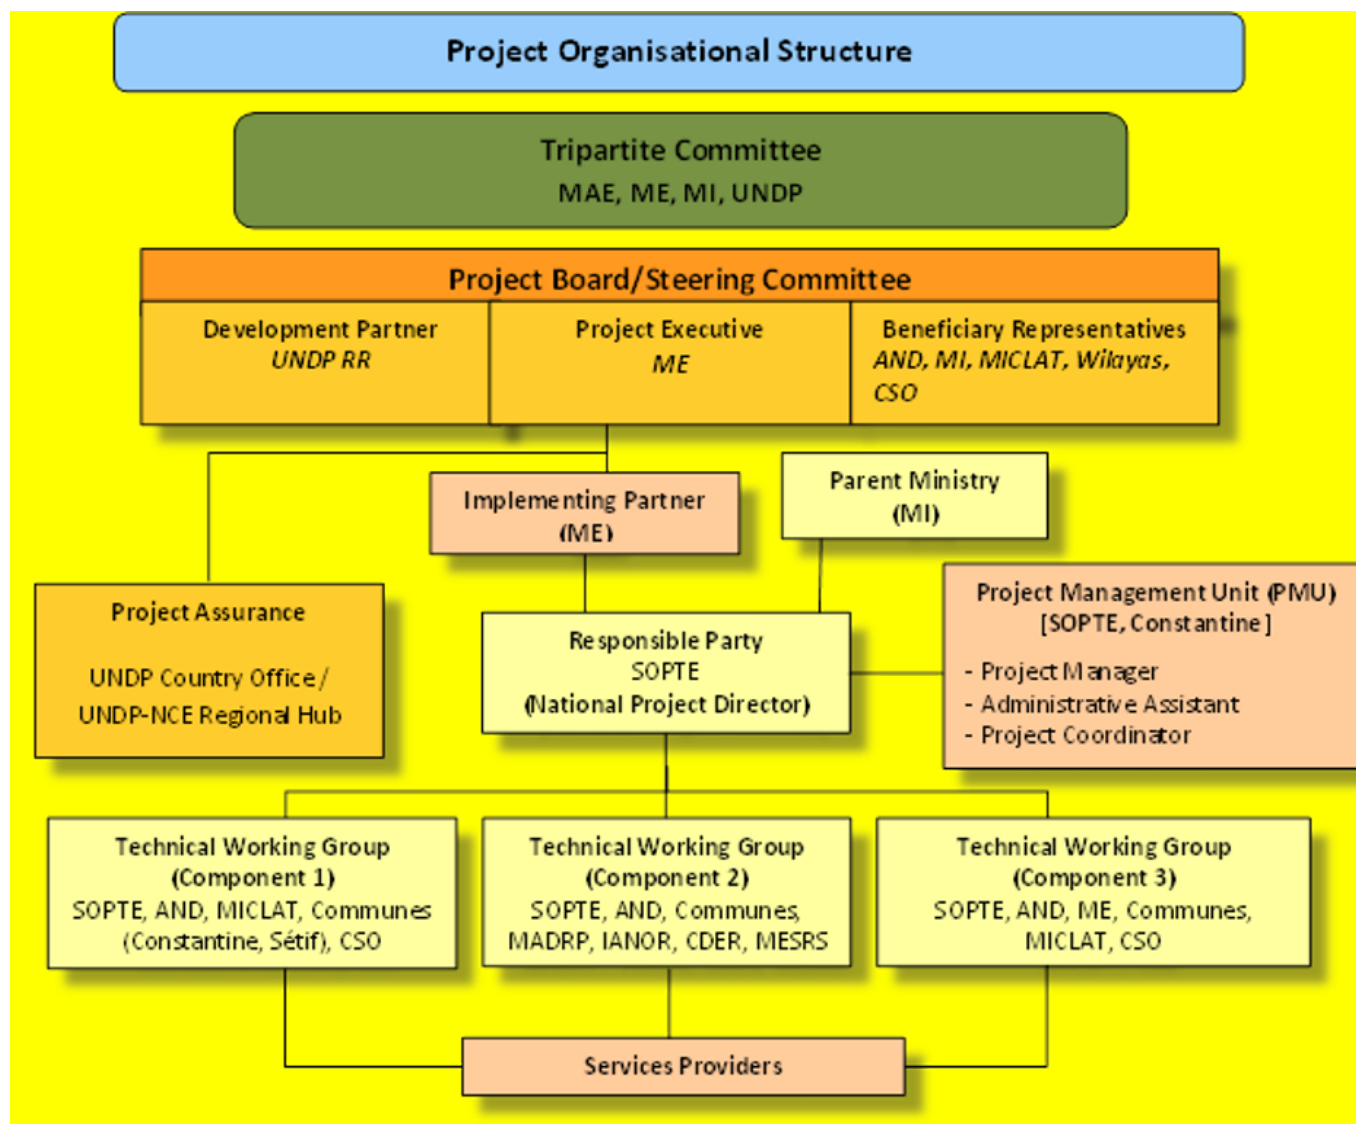 Project Organisational Structure
Tripartite Committee
MAE, ME, MI, UNDP
Project Board/Steering Committee
Development Partner
UNDP RR
Project Executive
ME
Beneficiary Representatives
AND, MI, MICLAT, Wilayas,
CSO
Implementing Partner
(ME)
Parent Ministry
(MI)
Project Assurance
UNDP Country Office /
UNDP-NCE Regional Hub
Responsible Party
SOPTE
(National Project Director)
Project Management Unit (PMU)
[SOPTE, Constantine]
- Project Manager
- Administrative Assistant
- Project Coordinator
Technical Working Group
(Component 1)
SOPTE, AND, MICLAT, Communes
(Constantine, Sétif), CSO
Technical Working Group
(Component 2)
SOPTE, AND, Communes,
MADRP, IANOR, CDER, MESRS
Technical Working Group
(Component 3)
SOPTE, AND, ME, Communes,
MICLAT, CSO
Services Providers